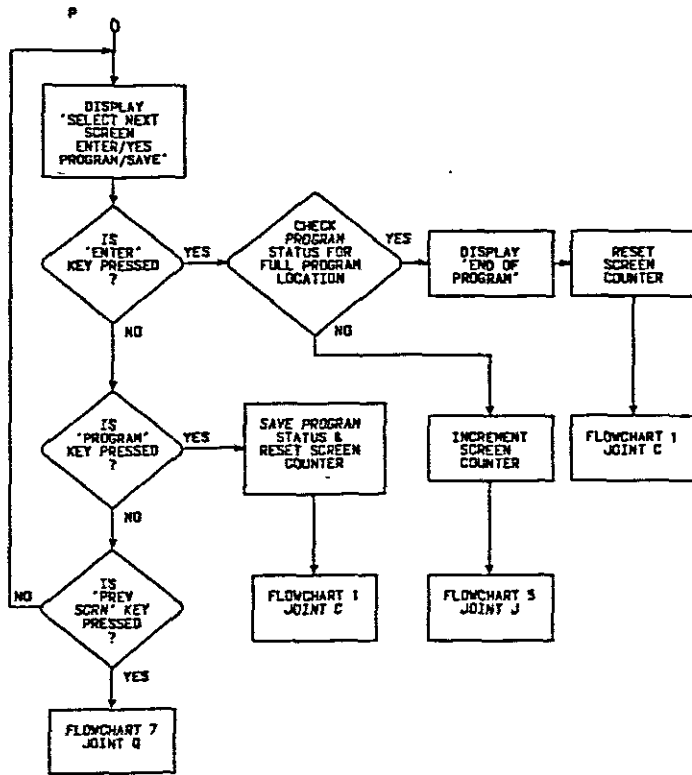 P
DISPLAY
"SELECT NEXT
SCREEN
ENTER/YES
PROGRAM/SAVE"
IS
"ENTER"
KEY PRESSED
?
YES
NO
CHECK
PROGRAM
STATUS FOR
FULL PROGRAM
LOCATION
YES
NO
DISPLAY
"END OF
PROGRAM"
RESET
SCREEN
COUNTER
FLOWCHART 1
JOINT C
IS
"PROGRAM"
KEY PRESSED
?
YES
NO
SAVE PROGRAM
STATUS &
RESET SCREEN
COUNTER
INCREMENT
SCREEN
COUNTER
FLOWCHART 1
JOINT C
FLOWCHART 5
JOINT J
IS
"PREV
SCRN" KEY
PRESSED
?
NO
YES
FLOWCHART 7
JOINT Q